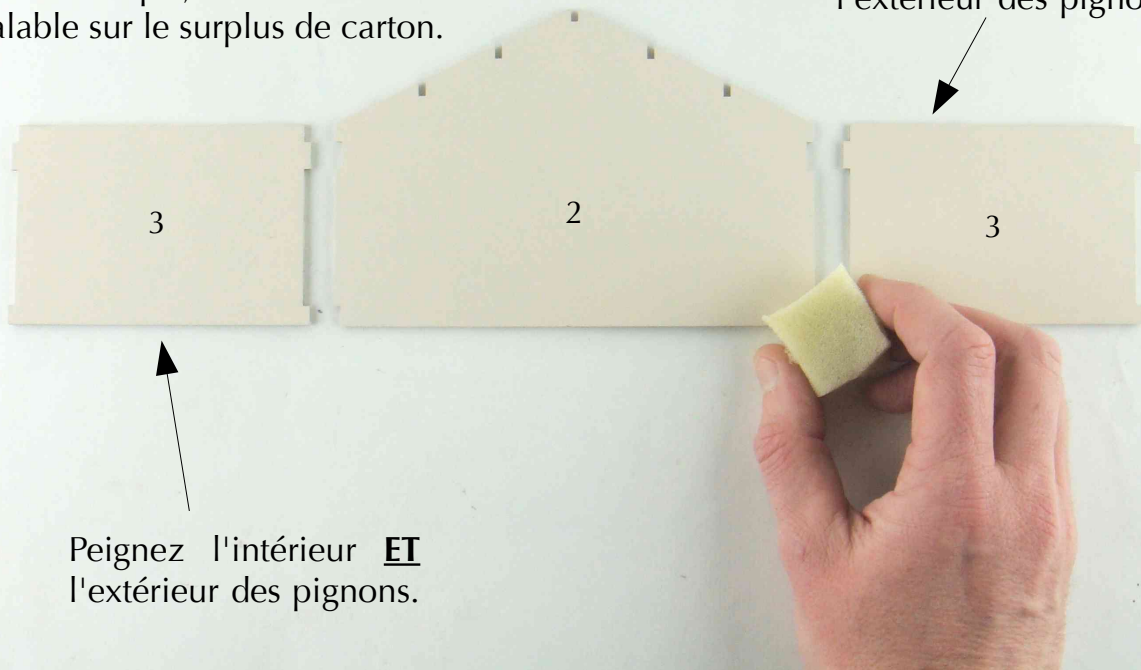 alable sur le surplus de carton.
l'extérieur des pigno
3
2
3
Peignez l'intérieur ET
l'extérieur des pignons.